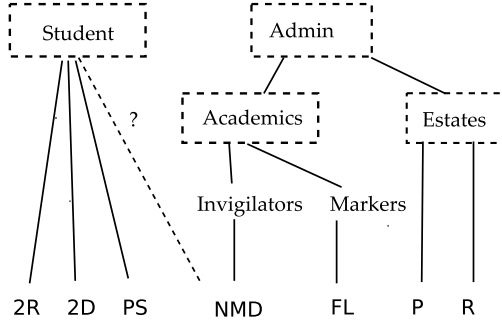 Student
Admin
?
Academics
Estates
Invigilators
Markers
2R
2D
PS
NMD
FL
P
R